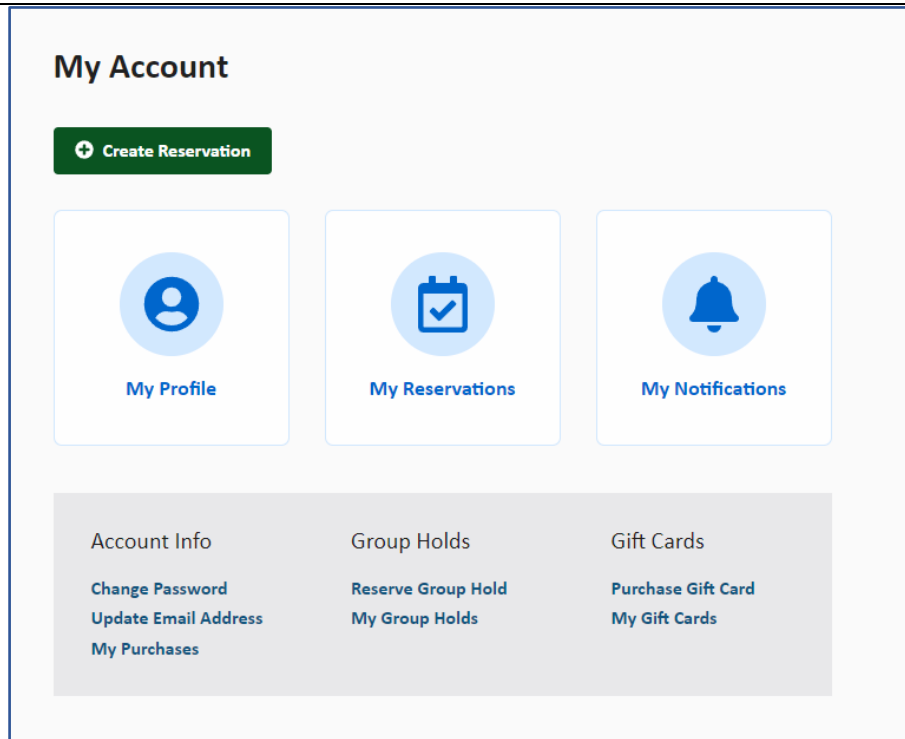 My Account
Create Reservation
My Profile
My Reservations
My Notifications
Account Info
Change Password
Update Email Address
My Purchases
Group Holds
Reserve Group Hold
My Group Holds
Gift Cards
Purchase Gift Card
My Gift Cards